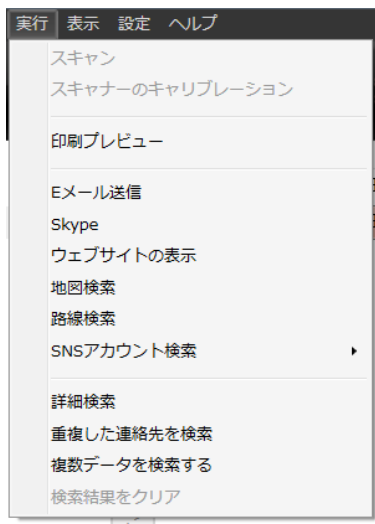 実行 表示 設定 ヘルプ
スキャン
スキャナーのキャリブレーション
印刷プレビュー
Eメール送信
Skype
ウェブサイトの表示
地図検索
路線検索
SNSアカウント検索
詳細検索
重複した連絡先を検索
複数データを検索する
検索結果をクリア